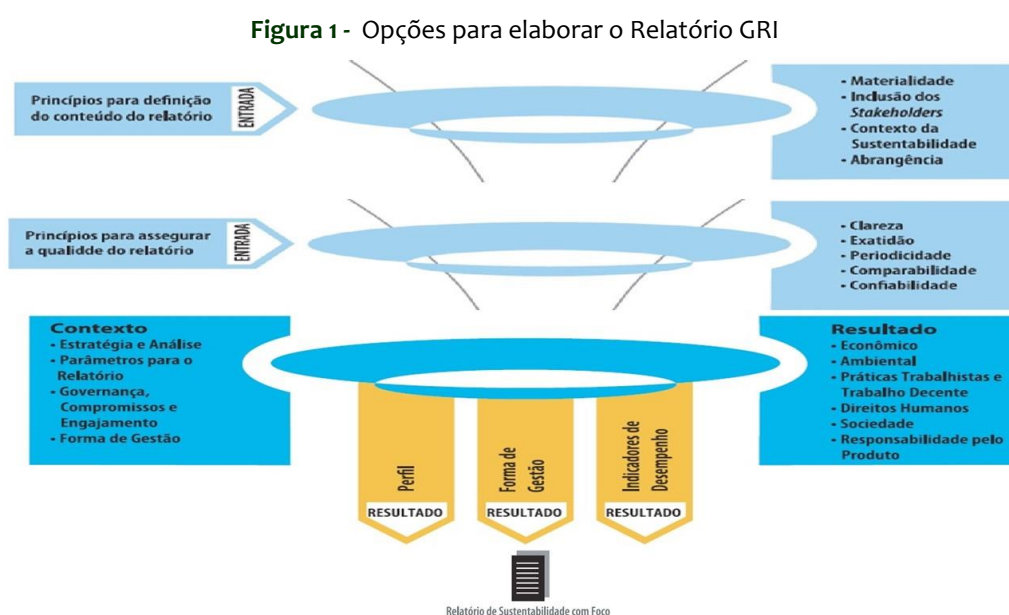 Figura 1 - Opções para elaborar o Relatório GRI
Princípios para definição
do conteúdo do relatório
ENTRADA
- Materialidade
- Inclusão dos
Stakeholders
- Contexto da
Sustentabilidade
- Abrangência
Princípios para assegurar
a qualidde do relatório
ENTRADA
- Clareza
- Exatidão
- Periodicidade
- Comparabilidade
- Confiabilidade
Contexto
- Estratégia e Análise
- Parâmetros para o
Relatório
- Governança,
Compromissos e
Engajamento
- Forma de Gestão
Resultado
- Econômico
- Ambiental
- Práticas Trabalhistas e
Trabalho Decente
- Direitos Humanos
- Sociedade
- Responsabilidade pelo
Produto
Perfil
RESULTADO
Forma de
Gestão
RESULTADO
Indicadores de
Desempenho
RESULTADO
Relatório de Sustentabilidade com Foco